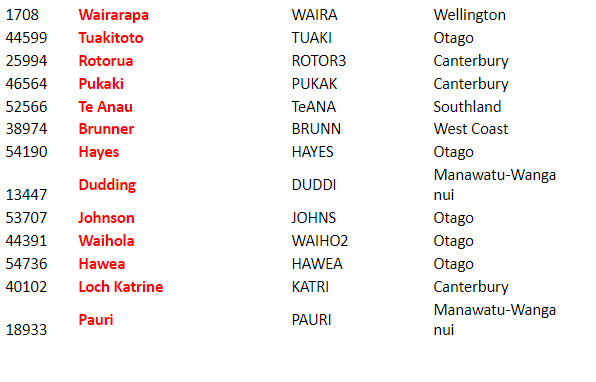 1708 Wairarapa WAIRA Wellington
44599 Tuakitoto TUAKI Otago
25994 Rotorua ROTOR3 Canterbury
46564 Pukaki PUKAK Canterbury
52566 Te Anau TeANA Southland
38974 Brunner BRUNN West Coast
54190 Hayes HAYES Otago
13447 Dudding DUDDI Manawatu-Wanga
nui
53707 Johnson JOHNS Otago
44391 Waihola WAIHO2 Otago
54736 Hawea HAWEA Otago
40102 Loch Katrine KATRI Canterbury
18933 Pauri PAURI Manawatu-Wanga
nui